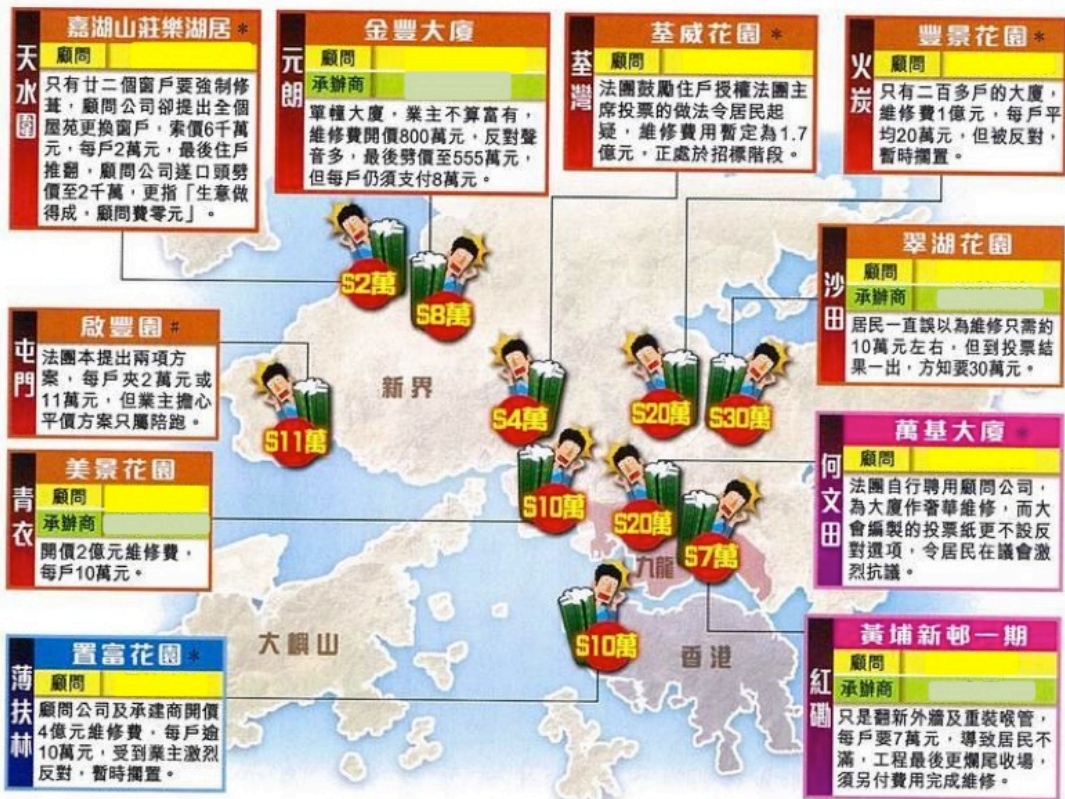 天水圍
嘉湖山莊樂湖居*
顧問
只有廿二個窗戶要強制修
葺，顧問公司卻提出全個
屋苑更換窗戶，索價6千萬
元，每戶2萬元，最後住戶
推翻，顧問公司遂口頭劈
價至2千萬，更指「生意做
得成，顧問費零元」。
元朗
金豐大廈
顧問
承辦商
單幢大廈，業主不算富有，
維修費開價800萬元，反對聲
音多，最後劈價至555萬元，
但每戶仍須支付8萬元。
荃灣
荃威花園*
顧問
法團鼓勵住戶授權法團主
席投票的做法令居民起
疑，維修費用暫定為1.7
億元，正處於招標階段。
火炭
豐景花園*
顧問
只有二百多戶的大廈，
維修費1億元，每戶平
均20萬元，但被反對，
暫時擱置。
沙田
翠湖花園
顧問
承辦商
居民一直誤以為維修只需約
10萬元左右，但到投票結
果一出，方知要30萬元。
屯門
啟豐園#
法團本提出兩項方
案，每戶夾2萬元或
11萬元，但業主擔心
平價方案只屬陪跑。
青衣
美景花園
顧問
承辦商
開價2億元維修費，
每戶10萬元。
何文田
萬基大廈*
顧問
法團自行聘用顧問公司，
為大廈作奢華維修，而大
會編製的投票紙更不設反
對選項，令居民在議會激
烈抗議。
薄扶林
置富花園*
顧問
顧問公司及承建商開價
4億元維修費，每戶逾
10萬元，受到業主激烈
反對，暫時擱置。
紅磡
黃埔新邨一期
顧問
承辦商
只是翻新外牆及重裝喉管，
每戶要7萬元，導致居民不
滿，工程最後更爛尾收場，
須另付費用完成維修。
$2萬
$8萬
$11萬
新界
$4萬
$20萬
$30萬
$10萬
$20萬
$7萬
九龍
大嶼山
$10萬
香港